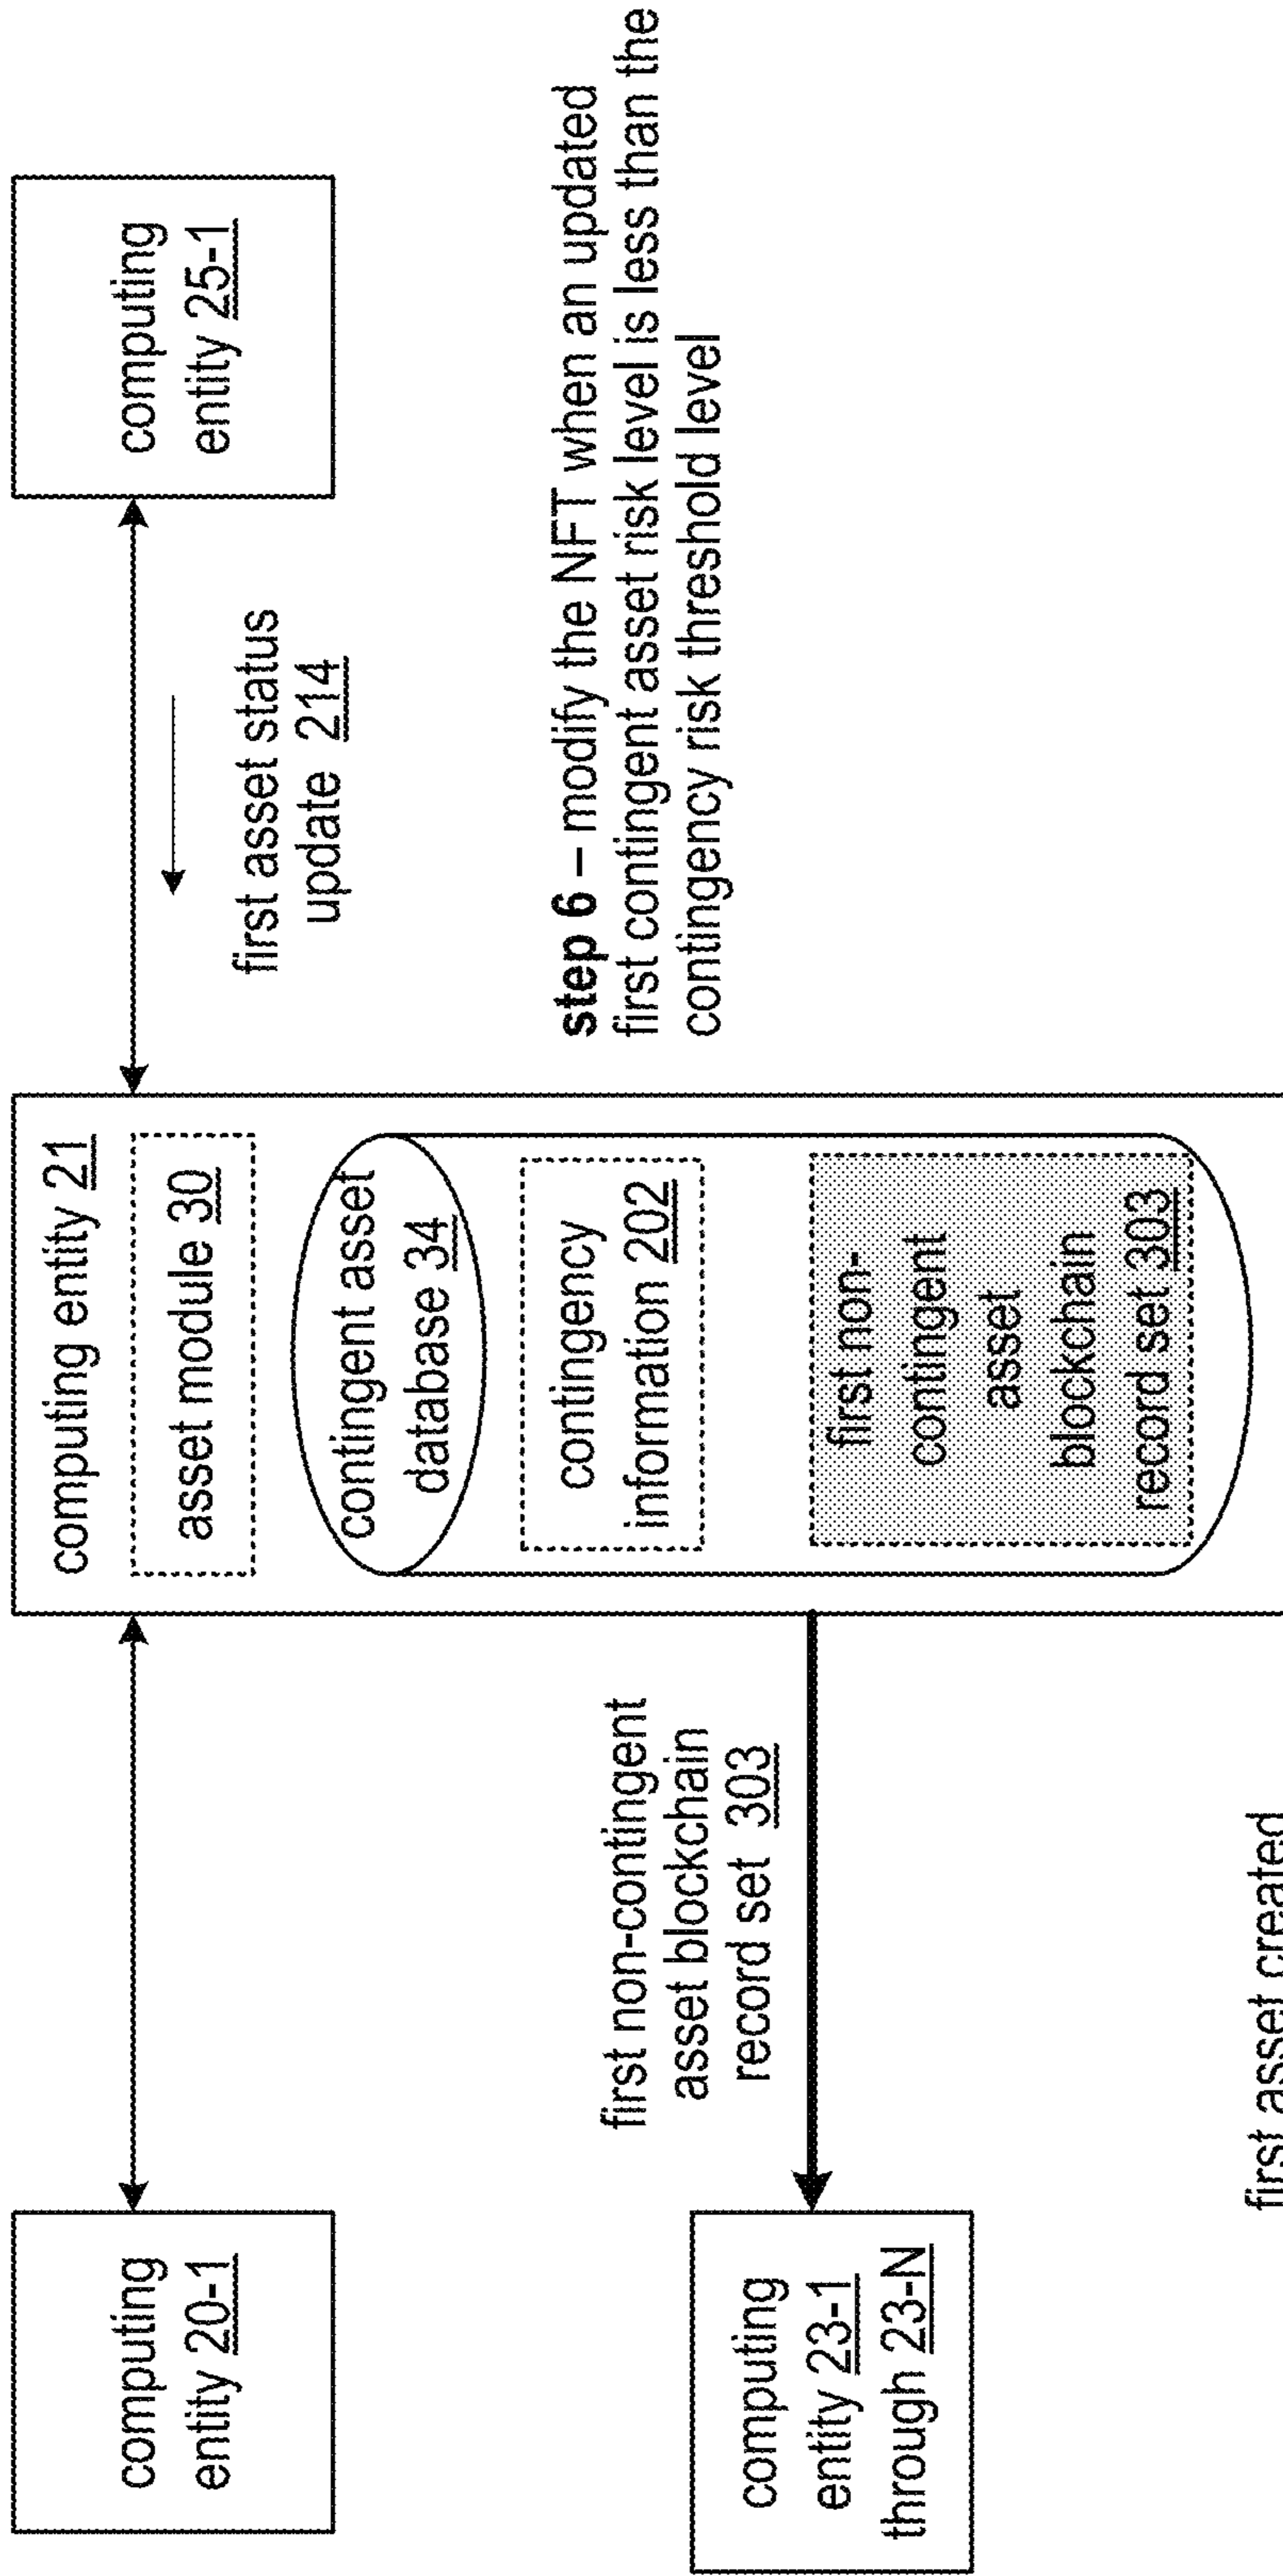 computing
entity 20-1
computing entity 21
asset module 30
contingent asset
database 34
contingency
information 202
first non-
contingent
asset
blockchain
record set 303
computing
entity 25-1
first asset status
update 214
step 6 – modify the NFT when an updated
first contingent asset risk level is less than the
contingency risk threshold level
first non-contingent
asset blockchain
record set 303
computing
entity 23-1
through 23-N
first asset created